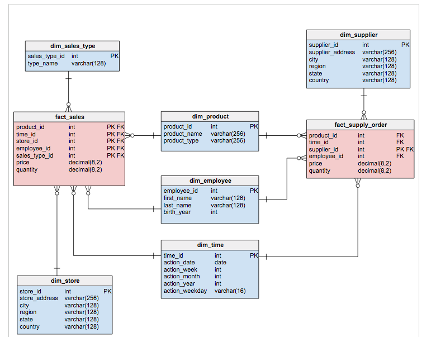 dim_sales_type
sales_type_id int PK
type_name varchar(128)
dim_supplier
supplier_id int PK
supplier_address varchar(256)
city varchar(128)
region varchar(128)
state varchar(128)
country varchar(128)
fact_sales
product_id int PK FK
time_id int PK FK
store_id int PK FK
employee_id int PK FK
sales_type_id int PK FK
price decimal(8,2)
quantity decimal(8,2)
dim_product
product_id int PK
product_name varchar(256)
product_type varchar(256)
fact_supply_order
product_id int FK
time_id int FK
supplier_id int PK FK
employee_id int FK
price decimal(8,2)
quantity decimal(8,2)
dim_employee
employee_id int PK
first_name varchar(128)
last_name varchar(128)
birth_year int
dim_time
time_id int PK
action_date date
action_week int
action_month int
action_year int
action_weekday varchar(16)
dim_store
store_id int PK
store_address varchar(256)
city varchar(128)
region varchar(128)
state varchar(128)
country varchar(128)